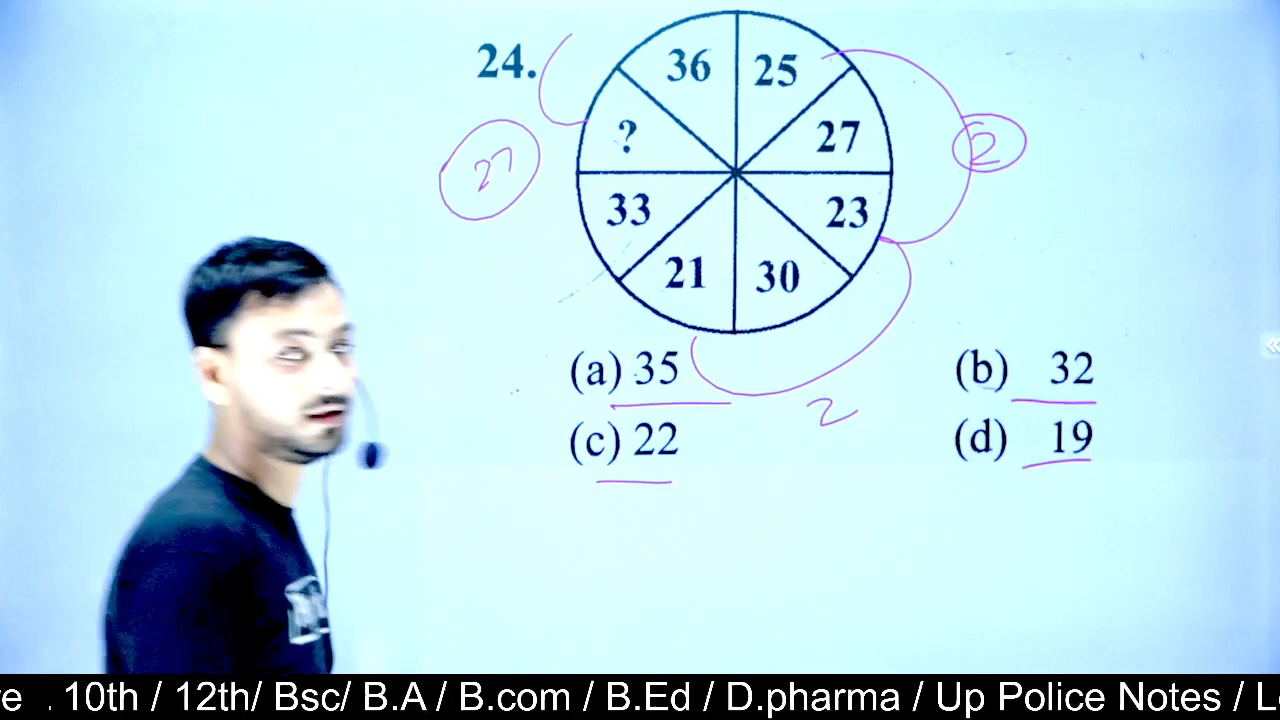 24.
36 25
? 27
27 2
33 23
21 30
(a) 35 (b) 32
2
(c) 22 (d) 19
. 10th / 12th/ Bsc/ B.A / B.com / B.Ed / D.pharma / Up Police Notes /